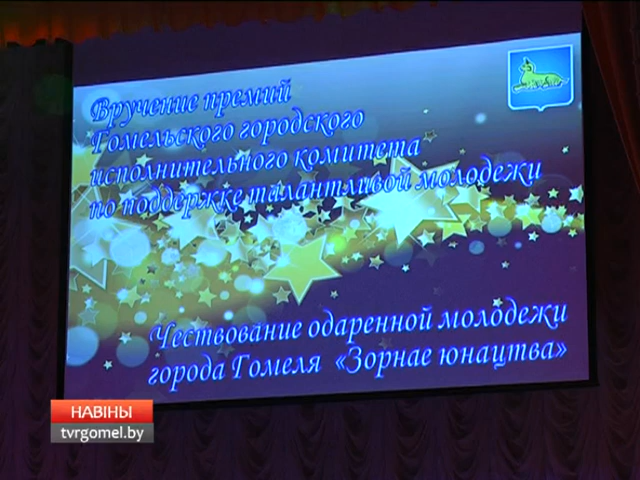 Вручение премий
Гомельского городского
исполнительного комитета
по поддержке талантливой молодежи
Чествование одаренной молодежи
города Гомеля «Зорнае юнацтва»
НАВІНЫ
tvrgomel.by